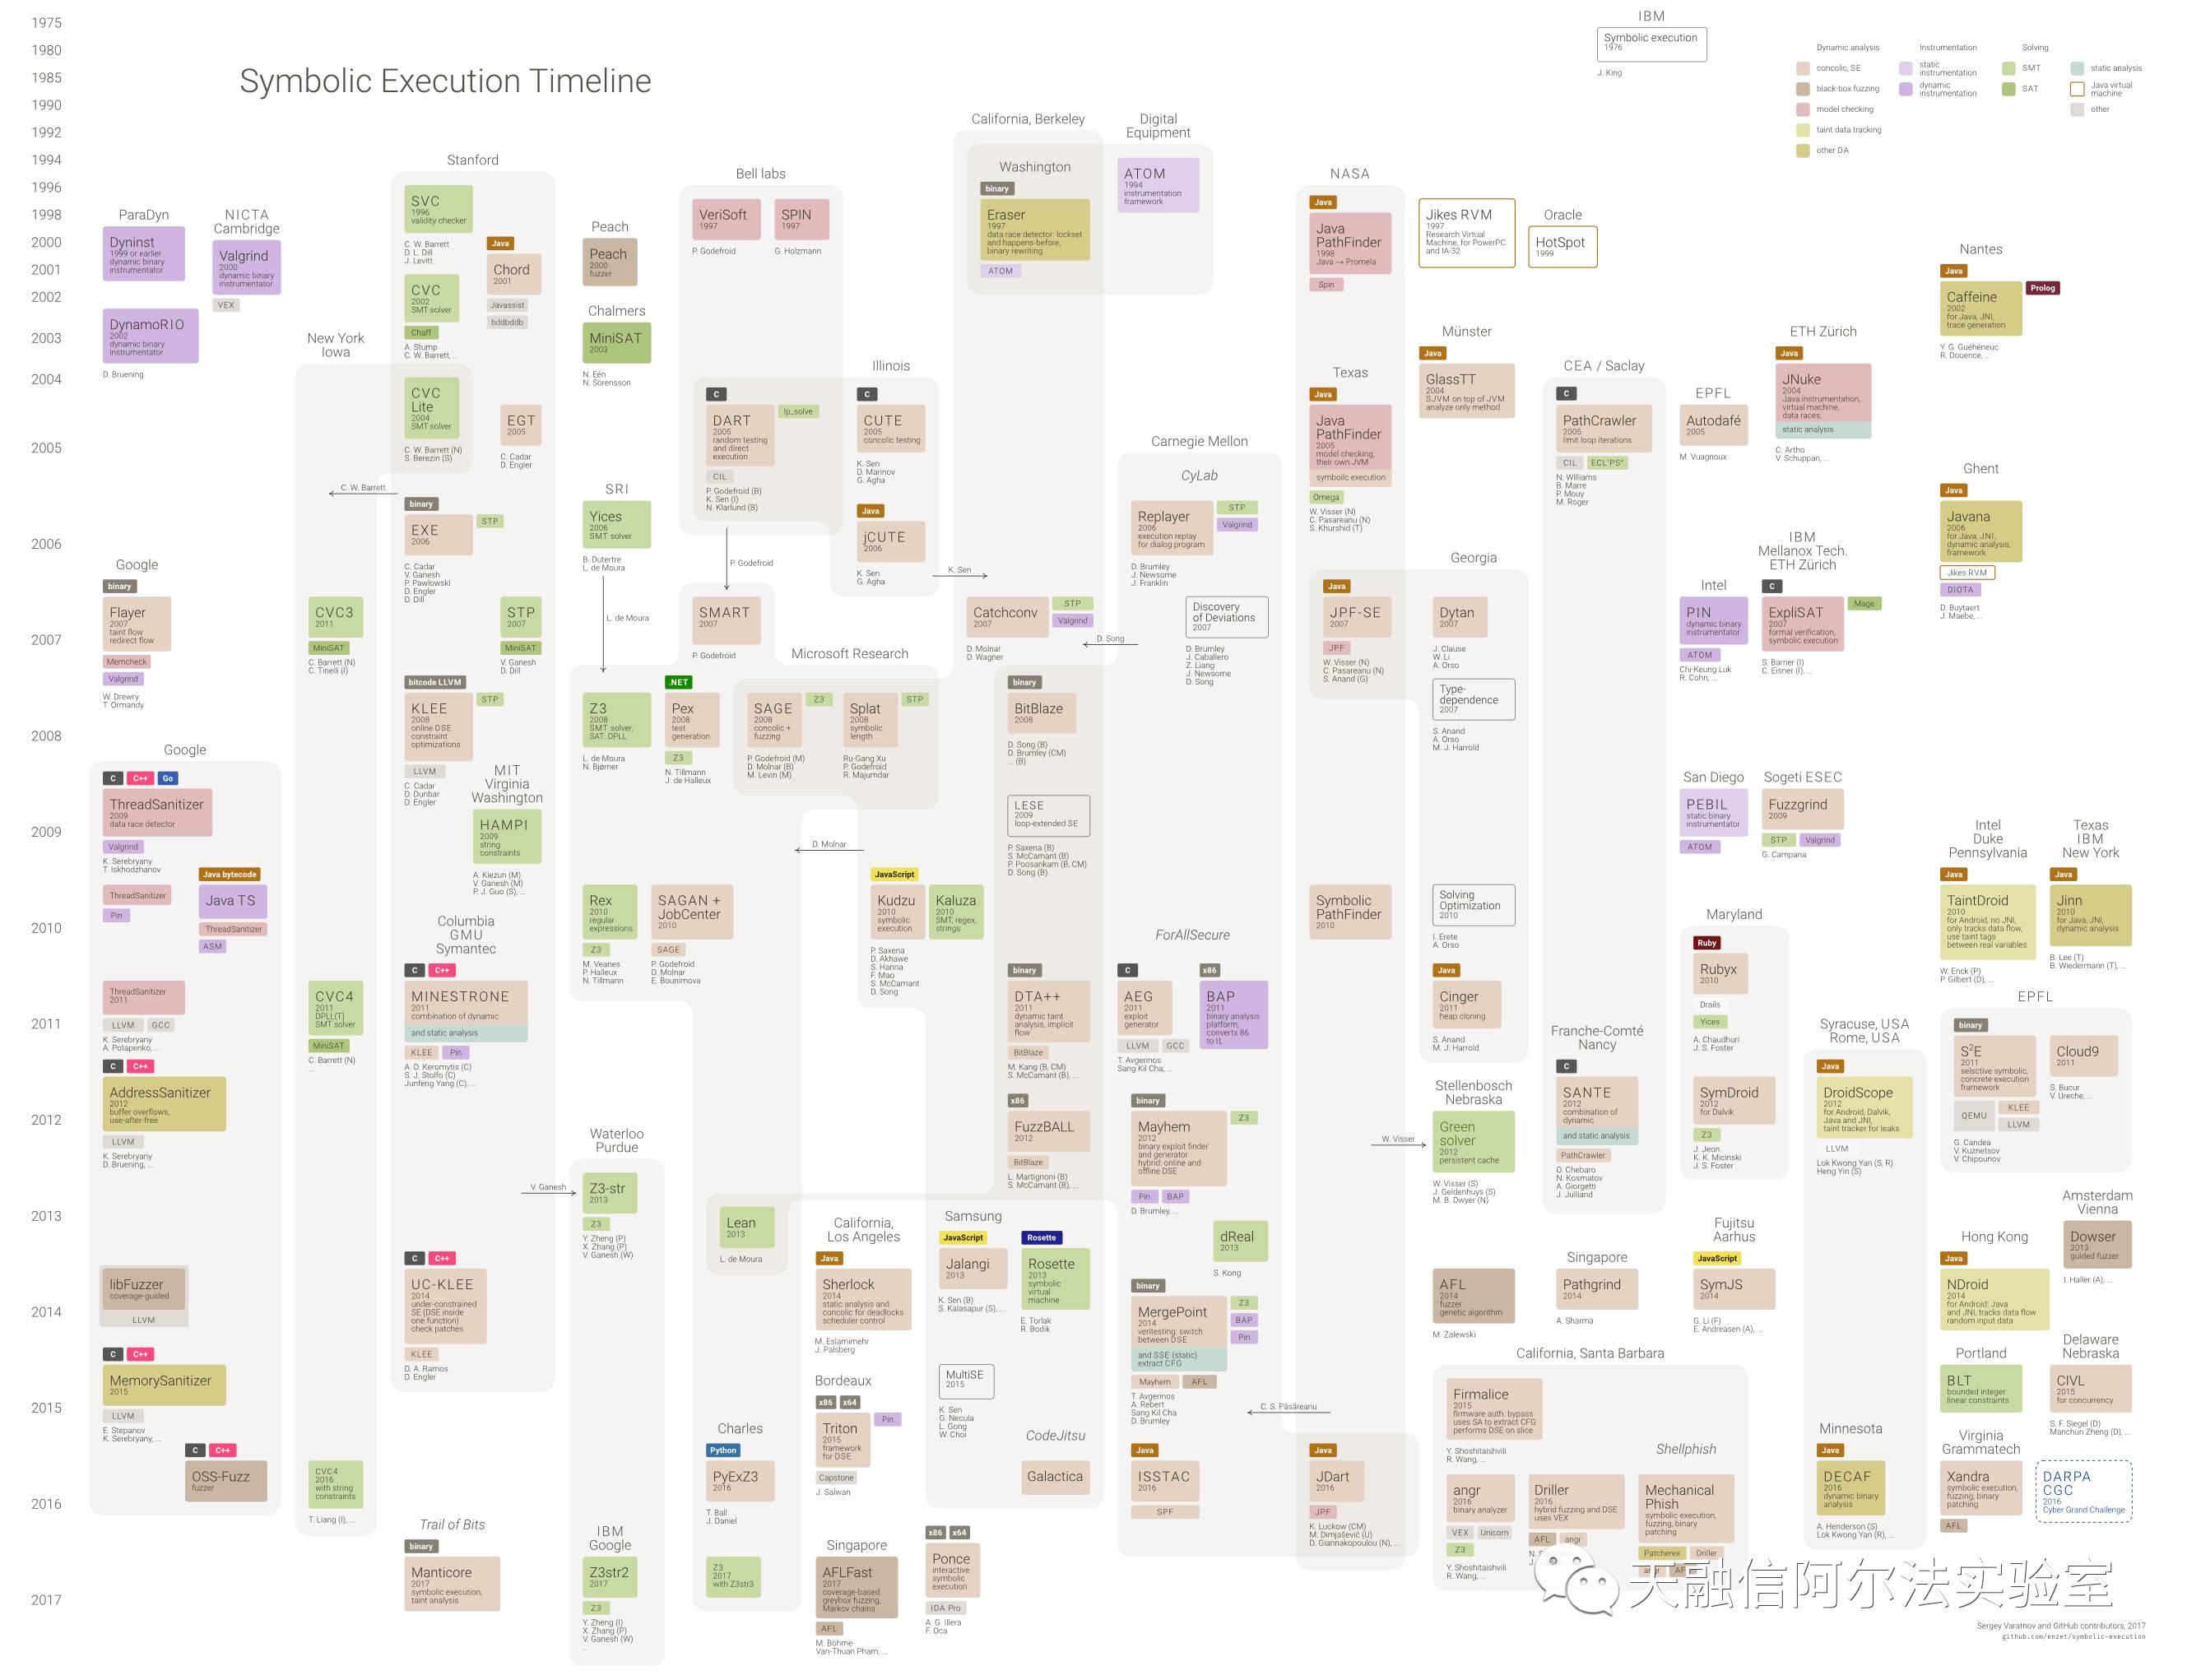 1975
1980
1985
1990
1992
1994
1996
1998
2000
2001
2002
2003
2004
2005
2006
2007
2008
2009
2010
2011
2012
2013
2014
2015
2016
2017
Symbolic Execution Timeline
IBM
Symbolic execution
1976
J. King
Dynamic analysis
concolic, SE
black-box fuzzing
model checking
taint data tracking
other DA
Instrumentation
static
instrumentation
dynamic
instrumentation
Solving
SMT
SAT
static analysis
Java virtual
machine
other
ParaDyn
Dyninst
1999 or earlier
dynamic binary
instrumentator
DynamoRIO
2002
dynamic binary
instrumentator
D. Bruening
NICTA
Cambridge
Valgrind
2000
dynamic binary
instrumentator
VEX
Google
binary
Flayer
2007
taint flow
redirect flow
Memcheck
Valgrind
W. Drewry
T. Ormandy
Google
C C++ Go
ThreadSanitizer
2009
data race detector
Valgrind
K. Serebryany
T. Iskhodzhanov
ThreadSanitizer
Pin
Java bytecode
Java TS
ThreadSanitizer
ASM
ThreadSanitizer
2011
LLVM GCC
K. Serebryany
A. Potapenko, ...
C C++
AddressSanitizer
2012
buffer overflows,
use-after-free
LLVM
K. Serebryany
D. Bruening, ...
libFuzzer
coverage-guided
LLVM
C C++
MemorySanitizer
2015
LLVM
E. Stepanov
K. Serebryany, ...
C C++
OSS-Fuzz
fuzzer
New York
Iowa
CVC3
2011
MiniSAT
C. Barrett (N)
C. Tinelli (I)
CVC4
2011
DPLL(T)
SMT solver
MiniSAT
C. Barrett (N)
...
CVC4
2016
with string
constraints
T. Liang (I), ...
Stanford
SVC
1996
validity checker
C. W. Barrett
D. L. Dill
J. Levitt
Java
Chord
2001
Javassist
bddbddb
CVC
2002
SMT solver
Chaff
A. Stump
C. W. Barrett, ...
CVC
Lite
2004
SMT solver
C. W. Barrett (N)
S. Berezin (S)
EGT
2005
C. Cadar
D. Engler
C. W. Barrett
binary
EXE
2006
STP
C. Cadar
V. Ganesh
P. Pawlowski
D. Engler
D. Dill
STP
2007
MiniSAT
V. Ganesh
D. Dill
bitcode LLVM
KLEE
2008
online DSE
constraint
optimizations
STP
LLVM
C. Cadar
D. Dunbar
D. Engler
MIT
Virginia
Washington
HAMPI
2009
string
constraints
A. Kiezun (M)
V. Ganesh (M)
P. J. Guo (S), ...
Columbia
GMU
Symantec
C C++
MINESTRONE
2011
combination of dynamic
and static analysis
KLEE Pin
A. D. Keromytis (C)
S. J. Stolfo (C)
Junfeng Yang (C), ...
C C++
UC-KLEE
2014
under-constrained
SE (DSE inside
one function)
check patches
KLEE
D. A. Ramos
D. Engler
Trail of Bits
binary
Manticore
2017
symbolic execution,
taint analysis
Peach
Peach
2000
fuzzer
Chalmers
MiniSAT
2003
N. Eén
N. Sörensson
SRI
Yices
2006
SMT solver
B. Dutertre
L. de Moura
L. de Moura
Z3
2008
SMT solver,
SAT: DPLL
L. de Moura
N. Bjørner
.NET
Pex
2008
test
generation
Z3
N. Tillmann
J. de Halleux
Rex
2010
regular
expressions
Z3
M. Veanes
P. Halleux
N. Tillmann
SAGAN +
JobCenter
2010
SAGE
P. Godefroid
D. Molnar
E. Bounimova
Waterloo
Purdue
V. Ganesh
Z3-str
2013
Z3
Y. Zheng (P)
X. Zhang (P)
V. Ganesh (W)
IBM
Google
Z3str2
2017
Z3
Y. Zheng (I)
X. Zhang (P)
V. Ganesh (W)
...
Bell labs
VeriSoft
1997
P. Godefroid
SPIN
1997
G. Holzmann
C
DART
2005
random testing
and direct
execution
lp_solve
CIL
P. Godefroid (B)
K. Sen (I)
N. Klarlund (B)
P. Godefroid
SMART
2007
P. Godefroid
Illinois
C
CUTE
2005
concolic testing
K. Sen
D. Marinov
G. Agha
Java
jCUTE
2006
K. Sen
G. Agha
K. Sen
Microsoft Research
SAGE
2008
concolic +
fuzzing
Z3
P. Godefroid (M)
D. Molnar (B)
M. Levin (M)
Splat
2008
symbolic
length
STP
Ru-Gang Xu
P. Godefroid
R. Majumdar
D. Molnar
JavaScript
Kudzu
2010
symbolic
execution
Kaluza
2010
SMT, regex,
strings
P. Saxena
D. Akhawe
S. Hanna
F. Mao
S. McCamant
D. Song
Lean
2013
L. de Moura
California,
Los Angeles
Java
Sherlock
2014
static analysis and
concolic for deadlocks
scheduler control
M. Eslamimehr
J. Palsberg
Bordeaux
x86 x64
Triton
2015
framework
for DSE
Pin
Capstone
J. Salwan
Charles
Python
PyExZ3
2016
T. Ball
J. Daniel
Z3
2017
with Z3str3
Singapore
AFLFast
2017
coverage-based
greybox fuzzing,
Markov chains
AFL
M. Böhme
Van-Thuan Pham, ...
California, Berkeley
Washington
binary
Eraser
1997
data race detector: lockset
and happens-before,
binary rewriting
ATOM
Digital
Equipment
ATOM
1994
instrumentation
framework
Catchconv
2007
STP
Valgrind
D. Molnar
D. Wagner
D. Song
binary
BitBlaze
2008
D. Song (B)
D. Brumley (CM)
... (B)
LESE
2009
loop-extended SE
P. Saxena (B)
S. McCamant (B)
P. Poosankam (B, CM)
D. Song (B)
binary
DTA++
2011
dynamic taint
analysis, implicit
flow
BitBlaze
M. Kang (B, CM)
S. McCamant (B), ...
x86
FuzzBALL
2012
BitBlaze
L. Martignoni (B)
S. McCamant (B), ...
Samsung
JavaScript
Jalangi
2013
K. Sen (B)
S. Kalasapur (S), ...
Rosette
Rosette
2013
symbolic
virtual
machine
E. Torlak
R. Bodik
MultiSE
2015
K. Sen
G. Necula
L. Gong
W. Choi
CodeJitsu
Galactica
x86 x64
Ponce
2016
interactive
symbolic
execution
IDA Pro
A. G. Illera
F. Oca
Carnegie Mellon
CyLab
Replayer
2006
execution replay
for dialog program
STP
Valgrind
D. Brumley
J. Newsome
J. Franklin
Discovery
of Deviations
2007
D. Brumley
J. Caballero
Z. Liang
J. Newsome
D. Song
ForAllSecure
C
AEG
2011
exploit
generator
LLVM GCC
T. Avgerinos
Sang Kil Cha, ...
x86
BAP
2011
binary analysis
platform,
convertx 86
to IL
binary
Mayhem
2012
binary exploit finder
and generator
hybrid: online and
offline DSE
Z3
Pin BAP
D. Brumley, ...
dReal
2013
S. Kong
binary
MergePoint
2014
veritesting: switch
between DSE
and SSE (static)
extract CFG
Z3
BAP
Pin
Mayhem AFL
T. Avgerinos
A. Rebert
Sang Kil Cha
D. Brumley
C. S. Păsăreanu
Java
ISSTAC
2016
SPF
NASA
Java
Java
PathFinder
1998
Java → Promela
Spin
Jikes RVM
1997
Research Virtual
Machine, for PowerPC
and IA-32
Oracle
HotSpot
1999
Texas
Java
Java
PathFinder
2005
model checking,
their own JVM
symboilc execution
Omega
W. Visser (N)
C. Pasareanu (N)
S. Khurshid (T)
Münster
Java
GlassTT
2004
SJVM on top of JVM
analyze only method
Georgia
Java
JPF-SE
2007
JPF
W. Visser (N)
C. Pasareanu (N)
S. Anand (G)
Dytan
2007
J. Clause
W. Li
A. Orso
Type-
dependence
2007
S. Anand
A. Orso
M. J. Harrold
Symbolic
PathFinder
2010
Solving
Optimization
2010
I. Erete
A. Orso
Java
Cinger
2011
heap cloning
S. Anand
M. J. Harrold
Stellenbosch
Nebraska
W. Visser
Green
solver
2012
persistent cache
W. Visser (S)
J. Geldenhuys (S)
M. B. Dwyer (N)
AFL
2014
fuzzer
genetic algorithm
M. Zalewski
Java
JDart
2016
JPF
K. Luckow (CM)
M. Dimjašević (U)
D. Giannakopoulou (N), ...
CEA / Saclay
C
PathCrawler
2005
limit loop iterations
CIL ECLiPSe
N. Williams
B. Marre
P. Mouy
M. Roger
Franche-Comté
Nancy
C
SANTE
2012
combination of
dynamic
and static analysis
PathCrawler
O. Chebaro
N. Kosmatov
A. Giorgetti
J. Julliand
Singapore
Pathgrind
2014
A. Sharma
EPFL
Autodafé
2005
M. Vuagnoux
ETH Zürich
Java
JNuke
2004
Java instrumentation,
virtual machine,
data races,
static analysis
C. Artho
V. Schuppan, ...
Intel
PIN
dynamic binary
instrumentator
ATOM
Chi-Keung Luk
R. Cohn, ...
IBM
Mellanox Tech.
ETH Zürich
C
ExpliSAT
2007
formal verification,
symbolic execution
Mage
S. Barner (I)
C. Eisner (I), ...
San Diego
PEBIL
static binary
instrumentator
ATOM
Sogeti ESEC
Fuzzgrind
2009
STP Valgrind
G. Campana
Maryland
Ruby
Rubyx
2010
Drails
Yices
A. Chaudhuri
J. S. Foster
SymDroid
2012
for Dalvik
Z3
J. Jeon
K. K. Micinski
J. S. Foster
Fujitsu
Aarhus
JavaScript
SymJS
2014
G. Li (F)
E. Andreasen (A), ...
California, Santa Barbara
Firmalice
2015
firmware auth. bypass
uses SA to extract CFG
performs DSE on slice
Y. Shoshitaishvili
R. Wang, ...
Shellphish
angr
2016
binary analyzer
VEX Unicorn
Z3
Y. Shoshitaishvili
R. Wang, ...
Driller
2016
hybrid fuzzing and DSE
uses VEX
AFL angr
Mechanical
Phish
symbolic execution,
fuzzing, binary
patching
Patcherex Driller
angr
Nantes
Java
Caffeine
2002
for Java, JNI,
trace generation
Prolog
Y. G. Guéhéneuc
R. Douence, ...
Ghent
Java
Javana
2006
for Java, JNI,
dynamic analysis,
framework
Jikes RVM
DIOTA
D. Buytaert
J. Maebe, ...
Intel
Duke
Pennsylvania
Java
TaintDroid
2010
for Android, no JNI,
only tracks data flow,
use taint tags
between real variables
W. Enck (P)
P. Gilbert (D), ...
Texas
IBM
New York
Java
Jinn
2010
for Java, JNI,
dynamic analysis
B. Lee (T)
B. Wiedermann (T), ...
Syracuse, USA
Rome, USA
Java
DroidScope
2012
for Android, Dalvik,
Java and JNI,
taint tracker for leaks
LLVM
Lok Kwong Yan (S, R)
Heng Yin (S)
EPFL
binary
S²E
2011
selsctive symbolic,
concrete execution
framework
QEMU
KLEE
LLVM
G. Candea
V. Kuznetsov
V. Chipounov
Cloud9
2011
S. Bucur
V. Ureche, ...
Hong Kong
Java
NDroid
2014
for Android: Java
and JNI, tracks data flow
random input data
Amsterdam
Vienna
Dowser
2013
guided fuzzer
I. Haller (A), ...
Portland
BLT
bounded integer
linear constraints
Delaware
Nebraska
CIVL
2015
for concurrency
S. F. Siegel (D)
Manchun Zheng (D), ...
Minnesota
Java
DECAF
2016
dynamic binary
analysis
A. Henderson (S)
Lok Kwong Yan (R), ...
Virginia
Grammatech
Xandra
symbolic execution,
fuzzing, binary
patching
AFL
DARPA
CGC
2016
Cyber Grand Challenge
天融信阿尔法实验室
Sergey Varatnov and GitHub contributors, 2017
github.com/enzet/symbolic-execution